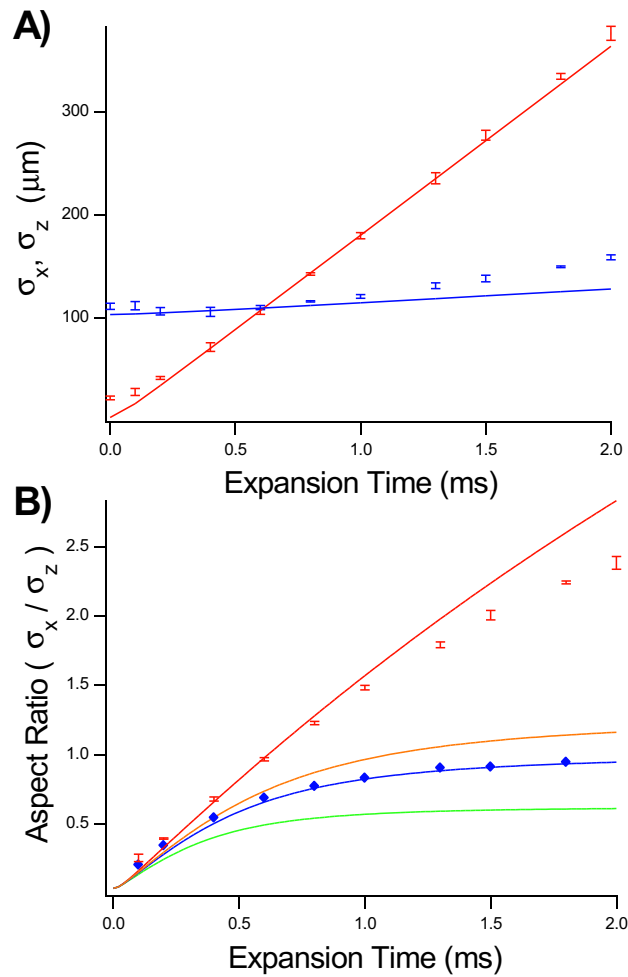 A)
300
200
100
σx, σz (μm)
0.0 0.5 1.0 1.5 2.0
Expansion Time (ms)
B)
2.5
2.0
1.5
1.0
0.5
Aspect Ratio ( σx / σz )
0.0 0.5 1.0 1.5 2.0
Expansion Time (ms)